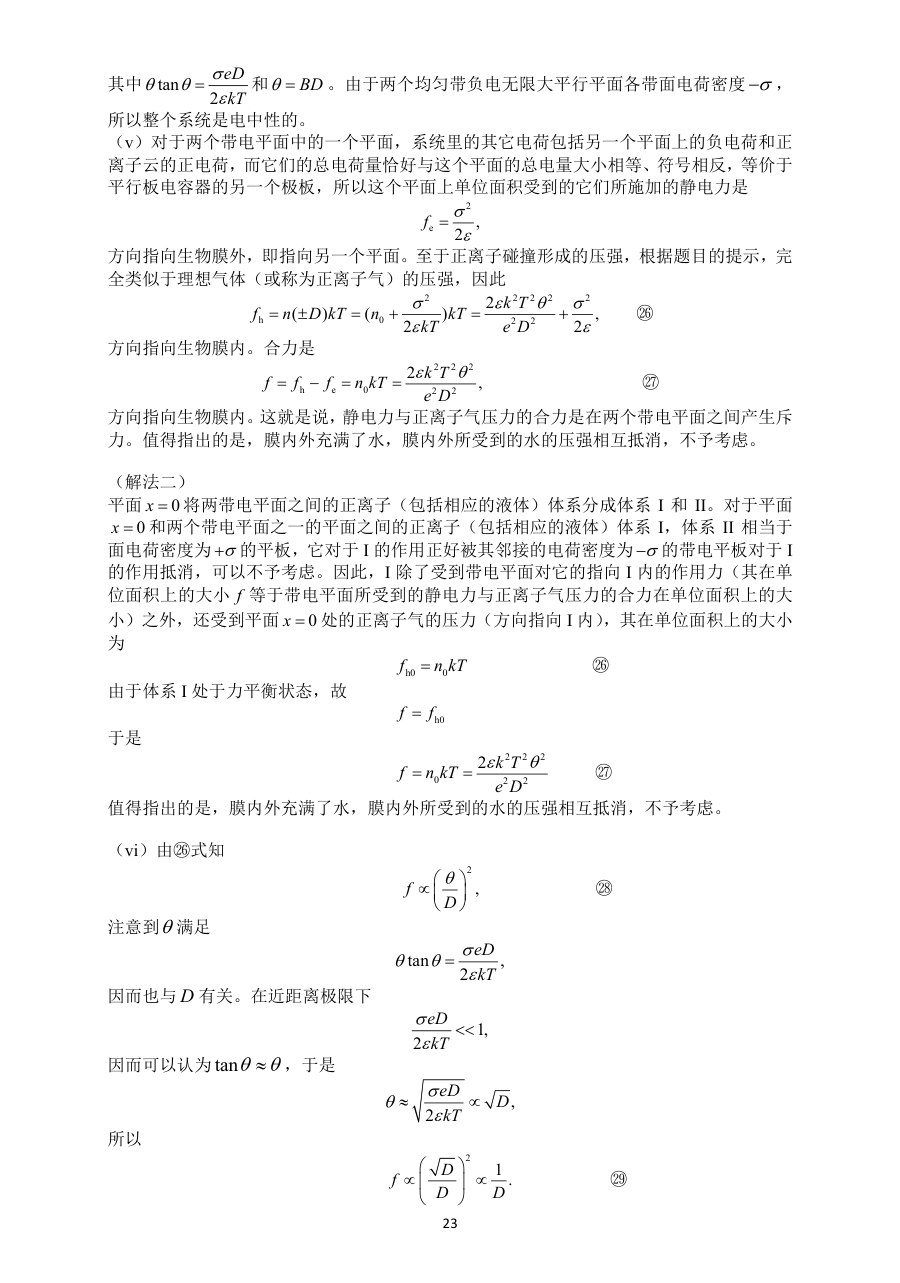 其中 θ tan θ = σeD/2εkT 和 θ = BD 。由于两个均匀带负电无限大平行平面各带面电荷密度 −σ ，
所以整个系统是电中性的。
（v）对于两个带电平面中的一个平面，系统里的其它电荷包括另一个平面上的负电荷和正
离子云的正电荷，而它们的总电荷量恰好与这个平面的总电量大小相等、符号相反，等价于
平行板电容器的另一个极板，所以这个平面上单位面积受到的它们所施加的静电力是
fₑ = σ²/2ε ,
方向指向生物膜外，即指向另一个平面。至于正离子碰撞形成的压强，根据题目的提示，完
全类似于理想气体（或称为正离子气）的压强，因此
f_h = n(±D)kT = (n₀ + σ²/2εkT)kT = 2εk²T²θ²/e²D² + σ²/2ε , ㉖
方向指向生物膜内。合力是
f = f_h − fₑ = n₀kT = 2εk²T²θ²/e²D² , ㉗
方向指向生物膜内。这就是说，静电力与正离子气压力的合力是在两个带电平面之间产生斥
力。值得指出的是，膜内外充满了水，膜内外所受到的水的压强相互抵消，不予考虑。
（解法二）
平面 x = 0 将两带电平面之间的正离子（包括相应的液体）体系分成体系 I 和 II。对于平面
x = 0 和两个带电平面之一的平面之间的正离子（包括相应的液体）体系 I，体系 II 相当于
面电荷密度为 +σ 的平板，它对于 I 的作用正好被其邻接的电荷密度为 −σ 的带电平板对于 I
的作用抵消，可以不予考虑。因此，I 除了受到带电平面对它的指向 I 内的作用力（其在单
位面积上的大小 f 等于带电平面所受到的静电力与正离子气压力的合力在单位面积上的大
小）之外，还受到平面 x = 0 处的正离子气的压力（方向指向 I 内），其在单位面积上的大小
为
f_h0 = n₀kT ㉖
由于体系 I 处于力平衡状态，故
f = f_h0
于是
f = n₀kT = 2εk²T²θ²/e²D² ㉗
值得指出的是，膜内外充满了水，膜内外所受到的水的压强相互抵消，不予考虑。
（vi）由㉖式知
f ∝ (θ/D)² , ㉘
注意到 θ 满足
θ tan θ = σeD/2εkT ,
因而也与 D 有关。在近距离极限下
σeD/2εkT << 1,
因而可以认为 tan θ ≈ θ ，于是
θ ≈ √(σeD/2εkT) ∝ √D ,
所以
f ∝ (√D/D)² ∝ 1/D . ㉙
23